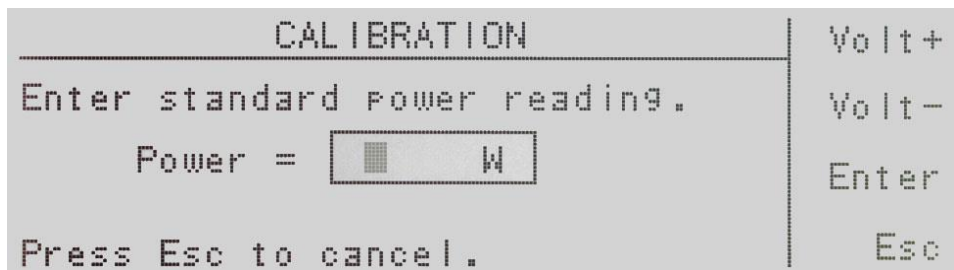 CALIBRATION
Enter standard power reading.
Power = W
Press Esc to cancel.
Volt+
Volt-
Enter
Esc